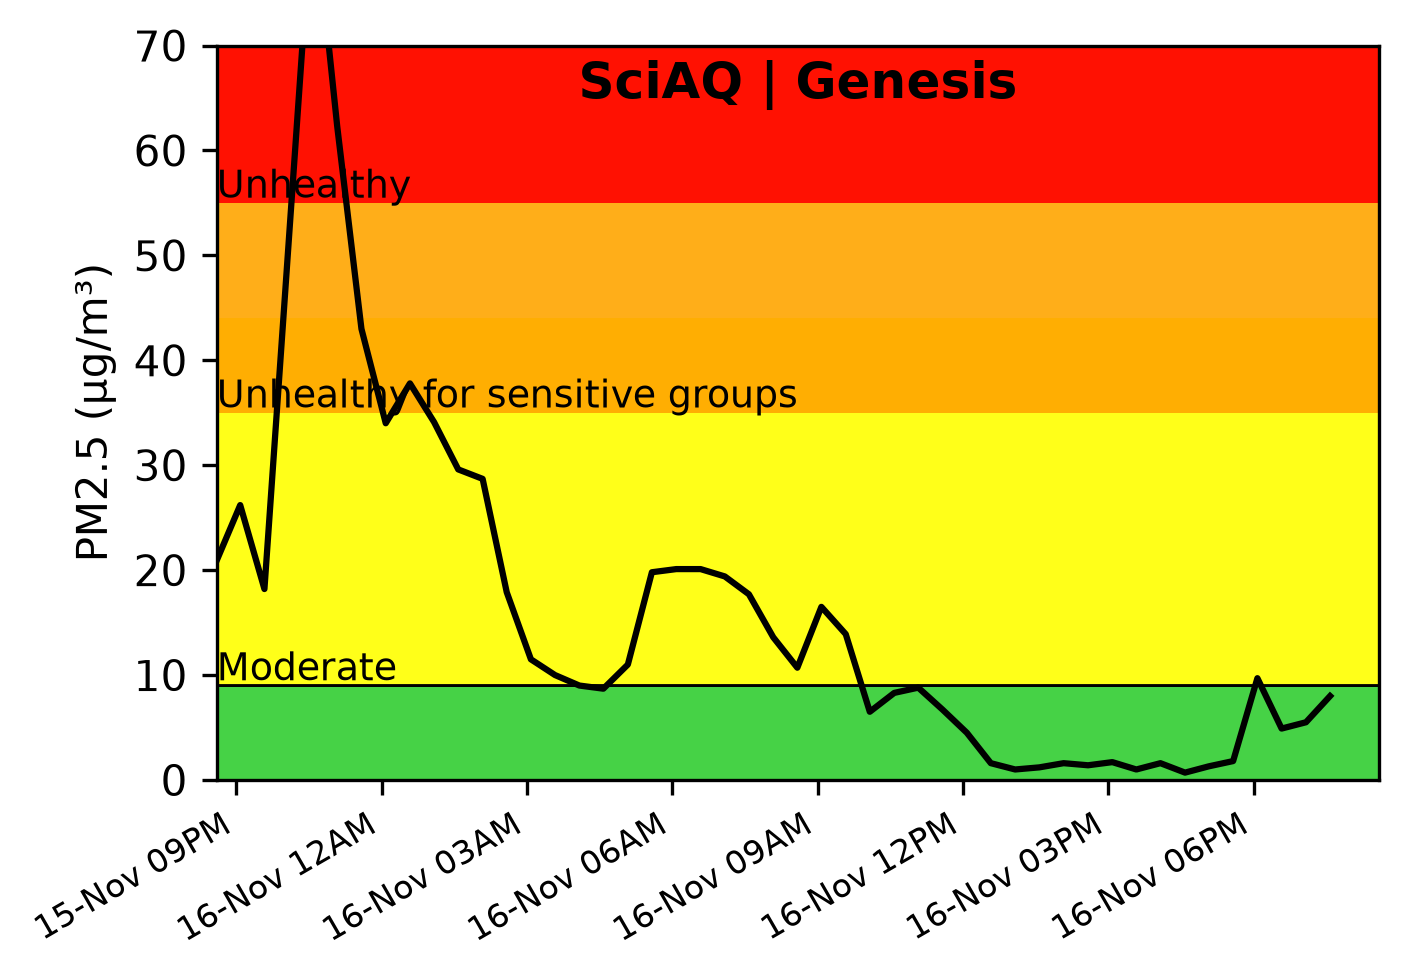 SciAQ | Genesis
70
60
50
40
30
20
10
0
PM2.5 (µg/m³)
Unhealthy
Unhealthy for sensitive groups
Moderate
15-Nov 09PM
16-Nov 12AM
16-Nov 03AM
16-Nov 06AM
16-Nov 09AM
16-Nov 12PM
16-Nov 03PM
16-Nov 06PM